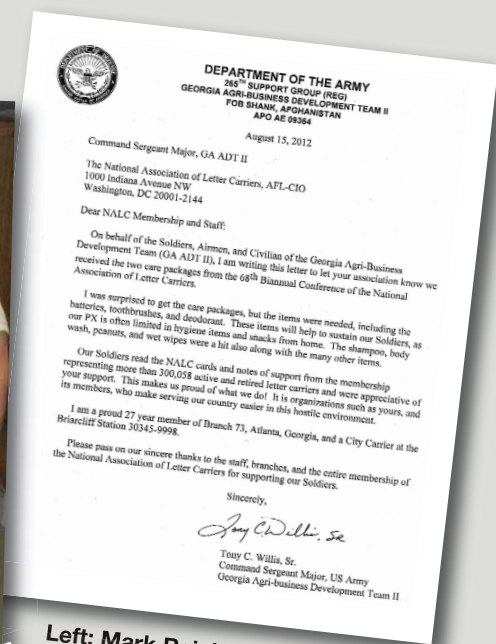 DEPARTMENT OF THE ARMY
265TH SUPPORT GROUP (REG)
GEORGIA AGRI-BUSINESS DEVELOPMENT TEAM II
FOB SHANK, AFGHANISTAN
APO AE 09364
August 15, 2012
Command Sergeant Major, GA ADT II
The National Association of Letter Carriers, AFL-CIO
1000 Indiana Avenue NW
Washington, DC 20001-2144
Dear NALC Membership and Staff:
On behalf of the Soldiers, Airmen, and Civilian of the Georgia Agri-Business
Development Team (GA ADT II), I am writing this letter to let your association know we
received the two care packages from the 68th Biannual Conference of the National
Association of Letter Carriers.
I was surprised to get the care packages, but the items were needed, including the
batteries, toothbrushes, and deodorant. These items will help to sustain our Soldiers, as
our PX is often limited in hygiene items and snacks from home. The shampoo, body
wash, peanuts, and wet wipes were a hit also along with the many other items.
Our Soldiers read the NALC cards and notes of support from the membership
representing more than 300,058 active and retired letter carriers and were appreciative of
your support. This makes us proud of what we do! It is organizations such as yours, and
its members, who make serving our country easier in this hostile environment.
I am a proud 27 year member of Branch 73, Atlanta, Georgia, and a City Carrier at the
Briarcliff Station 30345-9998.
Please pass on our sincere thanks to the staff, branches, and the entire membership of
the National Association of Letter Carriers for supporting our Soldiers.
Sincerely,
Tony C. Willis, Sr
Tony C. Willis, Sr.
Command Sergeant Major, US Army
Georgia Agri-business Development Team II
Left: Mark